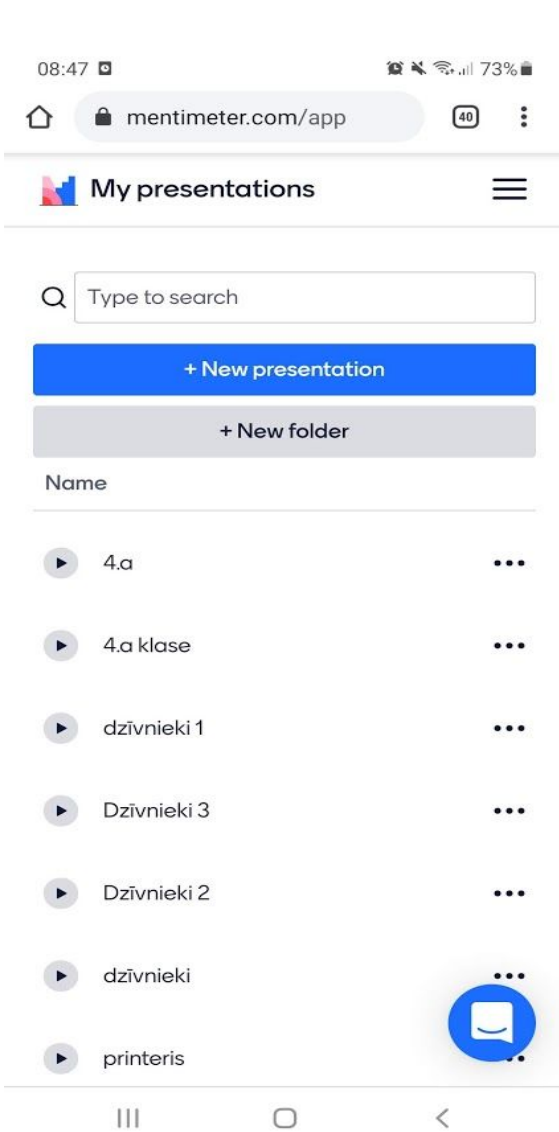 08:47 73%
mentimeter.com/app 40
My presentations
Type to search
+ New presentation
+ New folder
Name
4.a
4.a klase
dzīvnieki 1
Dzīvnieki 3
Dzīvnieki 2
dzīvnieki
printeris